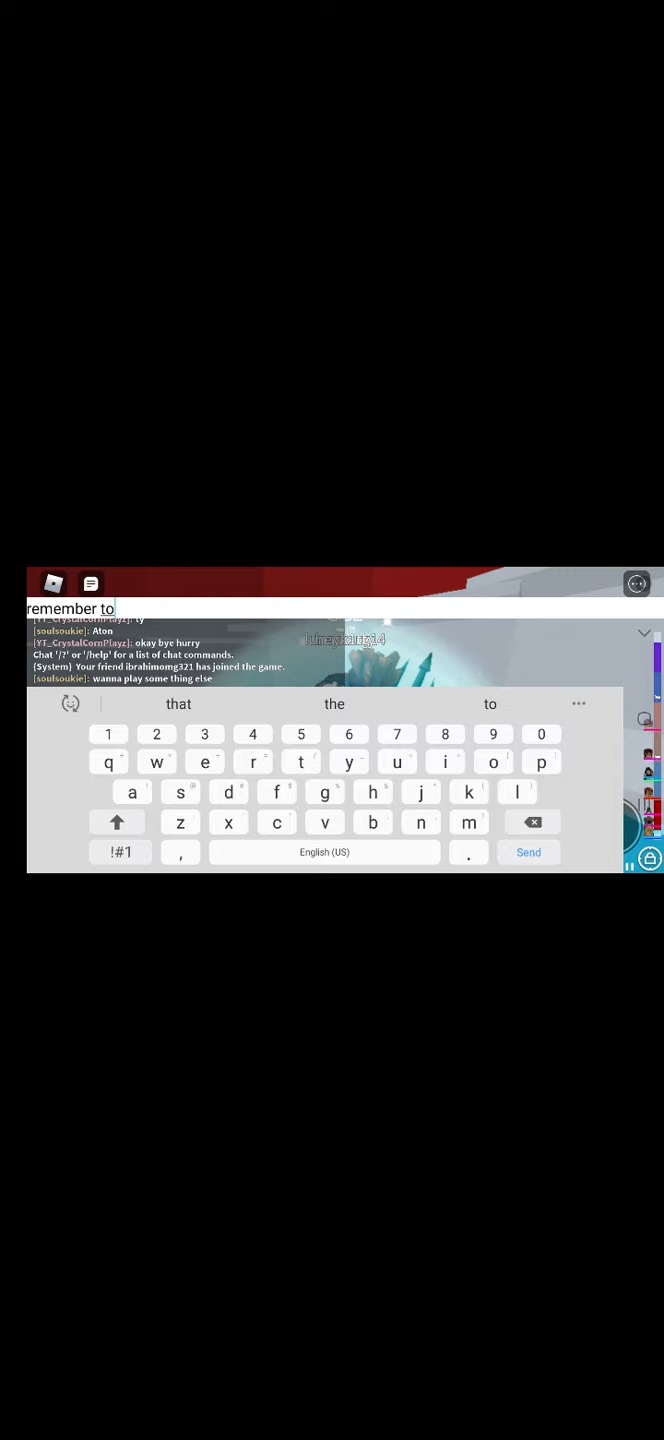 remember to
[YT_CrystalCornPlayz]: ty
[soulsoukie]: Aton
[YT_CrystalCornPlayz]: okay bye hurry
Chat '/?' or '/help' for a list of chat commands.
{System} Your friend ibrahimomg321 has joined the game.
[soulsoukie]: wanna play some thing else
that the to
1 2 3 4 5 6 7 8 9 0
q w e r t y u i o p
a s d f g h j k l
z x c v b n m
!#1 , English (US) . Send